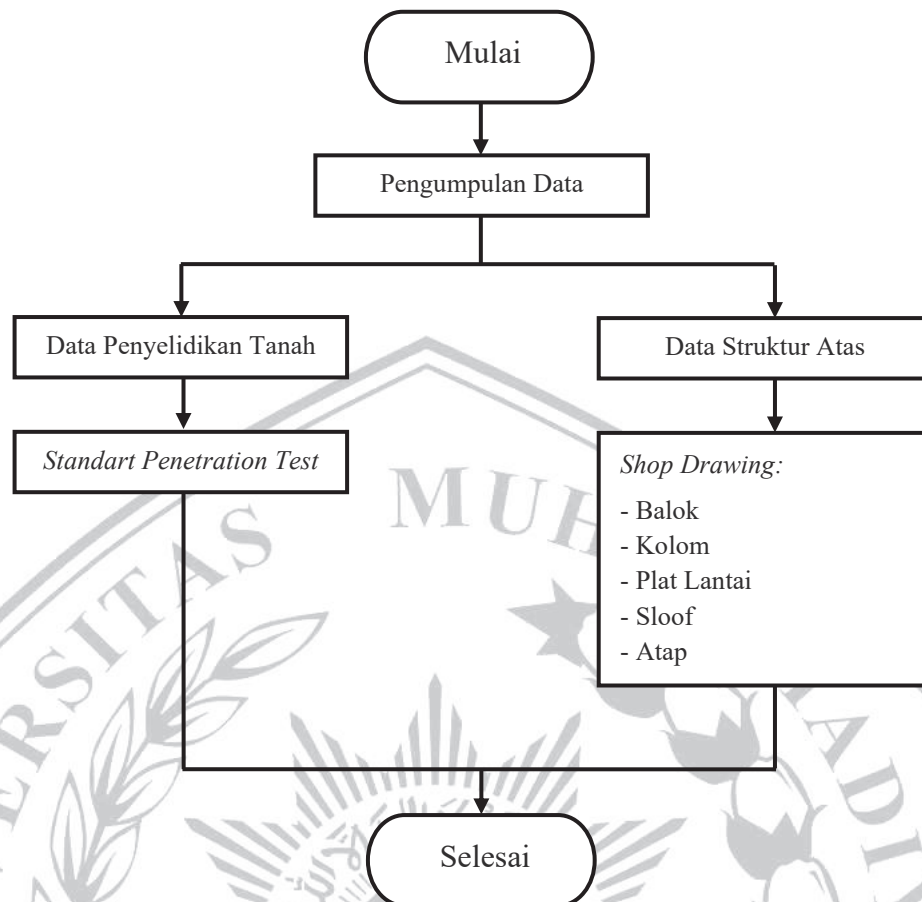 Mulai
Pengumpulan Data
Data Penyelidikan Tanah
Data Struktur Atas
Standart Penetration Test
Shop Drawing:
- Balok
- Kolom
- Plat Lantai
- Sloof
- Atap
Selesai